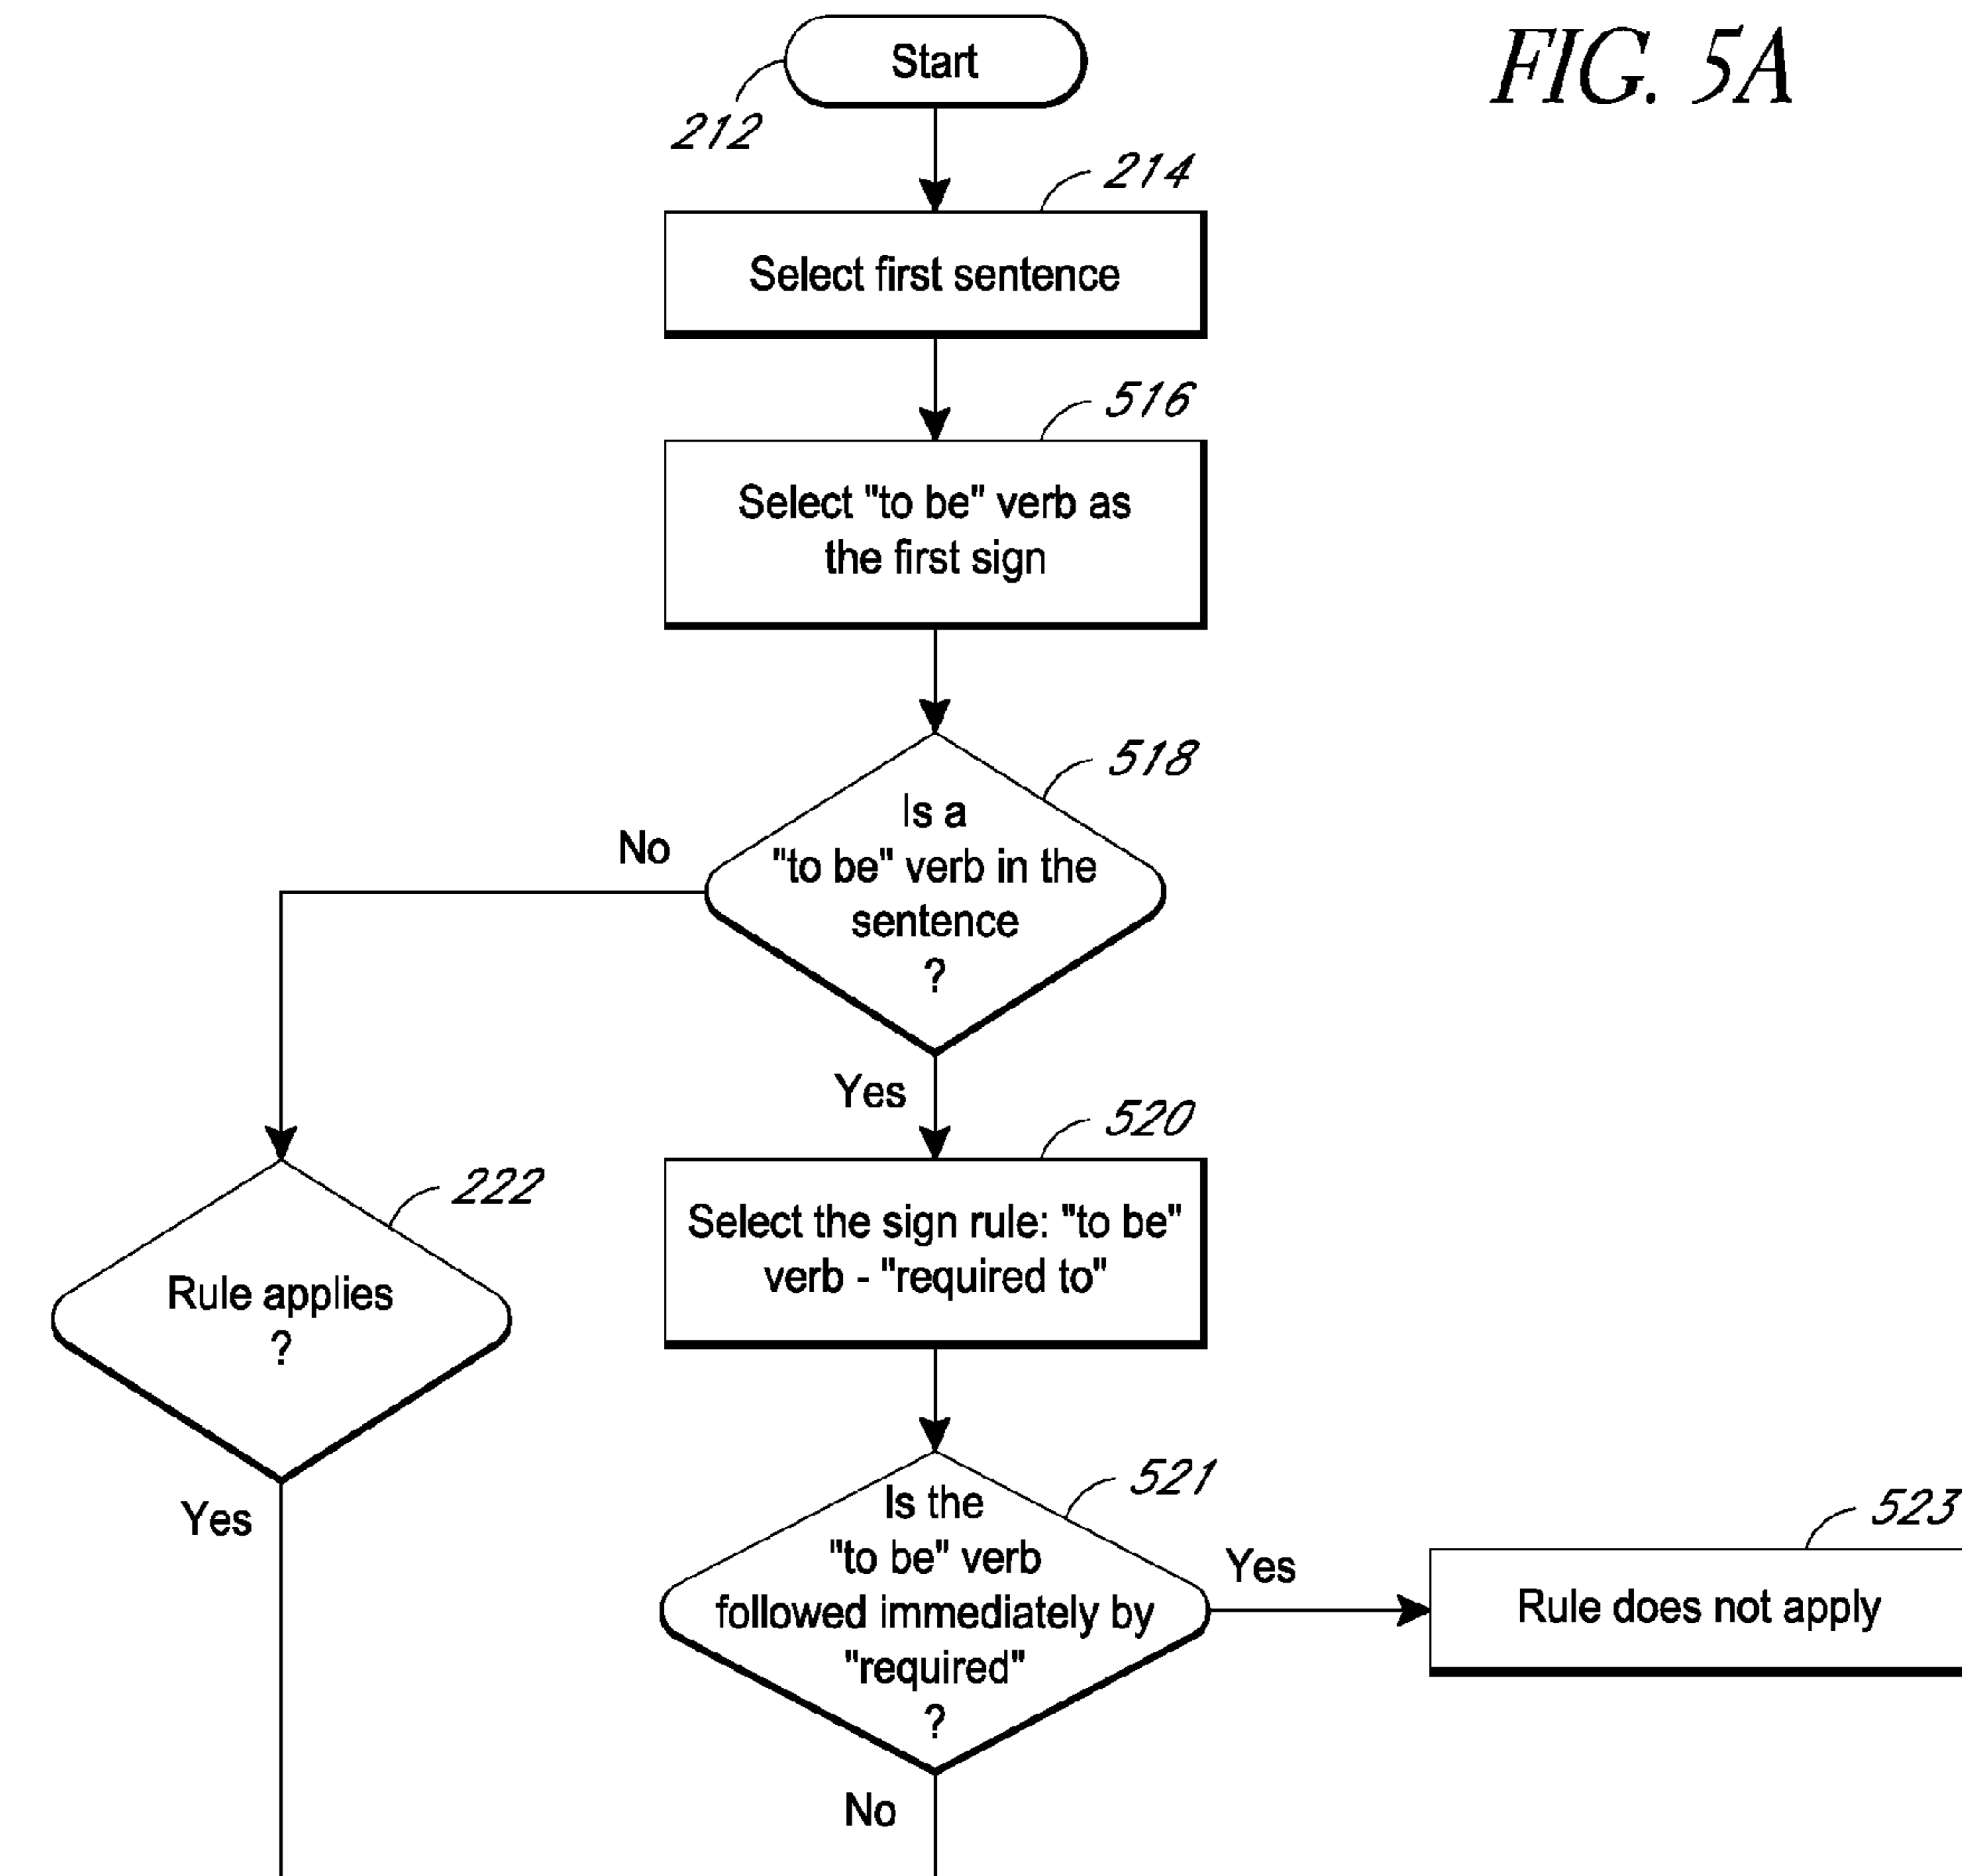 FIG. 5A
Start
212
214
Select first sentence
516
Select "to be" verb as
the first sign
518
Is a
"to be" verb in the
sentence
?
No
Yes
520
Select the sign rule: "to be"
verb - "required to"
222
Rule applies
?
Yes
521
Is the
"to be" verb
followed immediately by
"required"
?
Yes
523
Rule does not apply
No